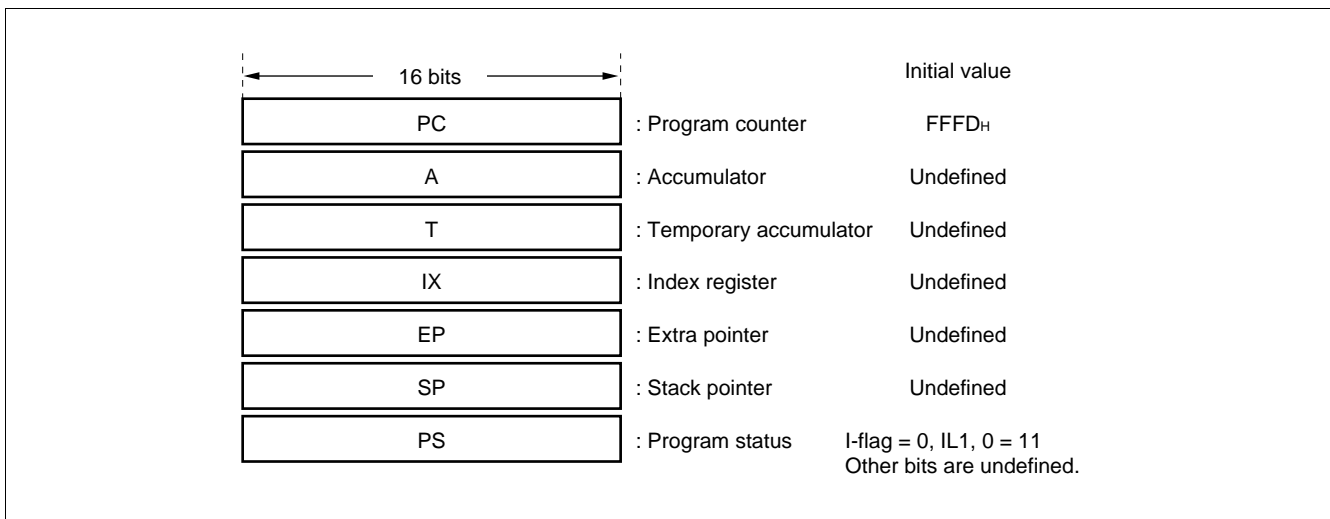 16 bits Initial value
PC : Program counter FFFDH
A : Accumulator Undefined
T : Temporary accumulator Undefined
IX : Index register Undefined
EP : Extra pointer Undefined
SP : Stack pointer Undefined
PS : Program status I-flag = 0, IL1, 0 = 11
Other bits are undefined.